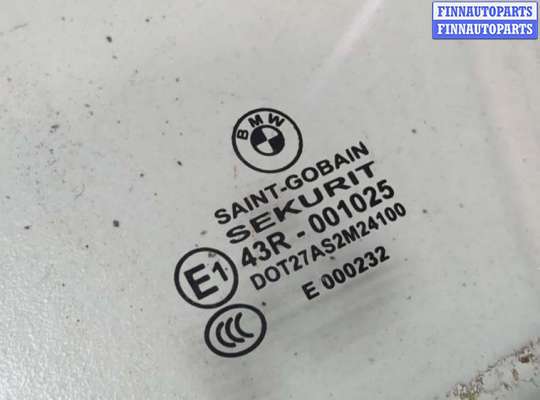 FINNAUTOPARTS
FINNAUTOPARTS
BMW
SAINT-GOBAIN
SEKURIT
43R - 001025
E1
DOT27AS2M24100
E 000232
CCC